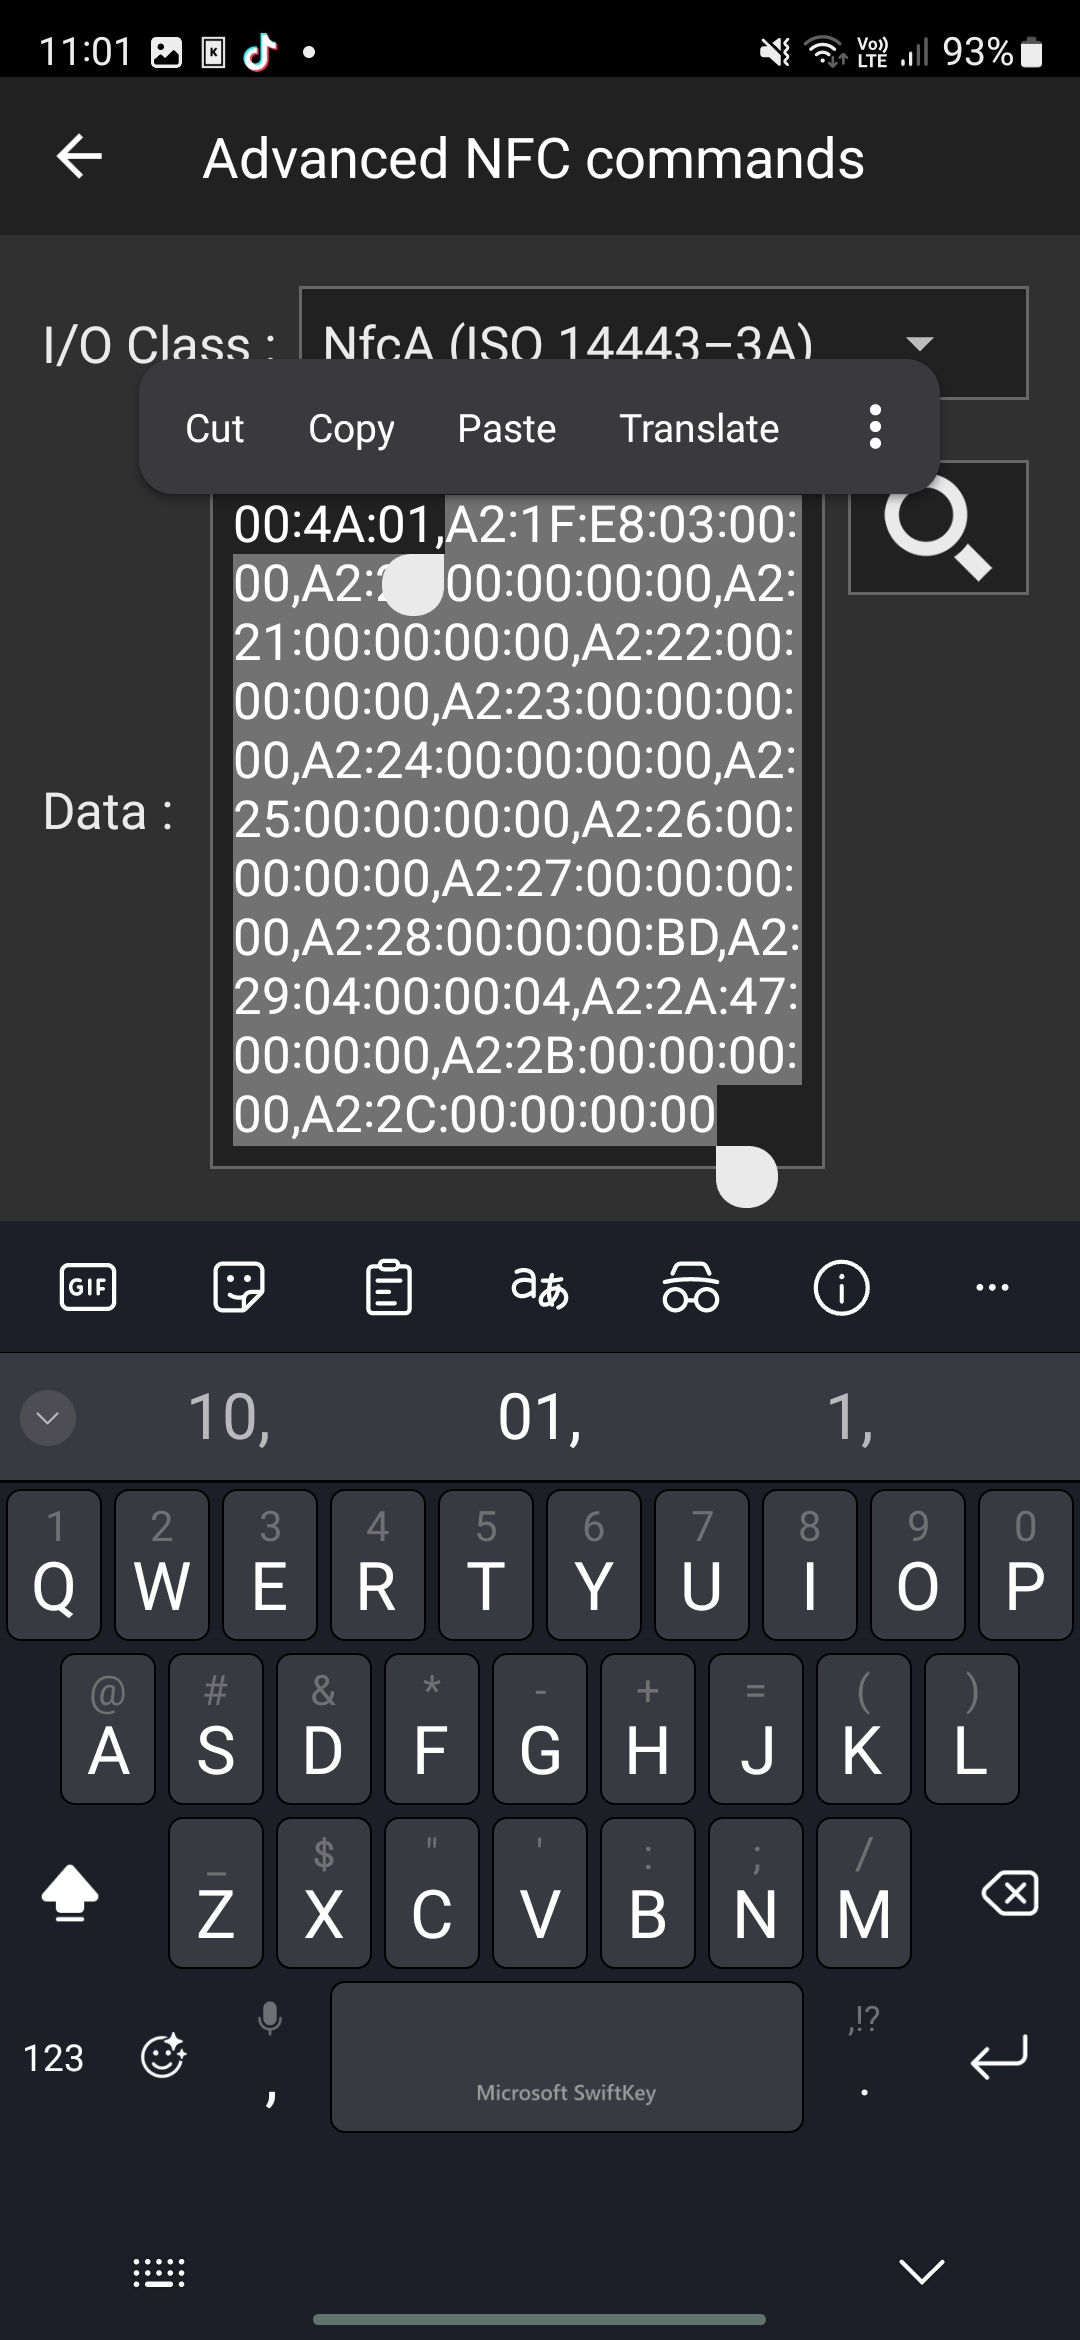 11:01
Vo))
LTE
93%
Advanced NFC commands
I/O Class :
NfcA (ISO 14443-3A)
Cut
Copy
Paste
Translate
Data :
00:4A:01,A2:1F:E8:03:00:
00,A2: 00:00:00:00,A2:
21:00:00:00:00,A2:22:00:
00:00:00,A2:23:00:00:00:
00,A2:24:00:00:00:00,A2:
25:00:00:00:00,A2:26:00:
00:00:00,A2:27:00:00:00:
00,A2:28:00:00:00:BD,A2:
29:04:00:00:04,A2:2A:47:
00:00:00,A2:2B:00:00:00:
00,A2:2C:00:00:00:00
GIF
aあ
10,
01,
1,
1 2 3 4 5 6 7 8 9 0
Q W E R T Y U I O P
@ # & * - + = ( )
A S D F G H J K L
_ $ " ' : ; /
Z X C V B N M
,!?
123
,
Microsoft SwiftKey
.